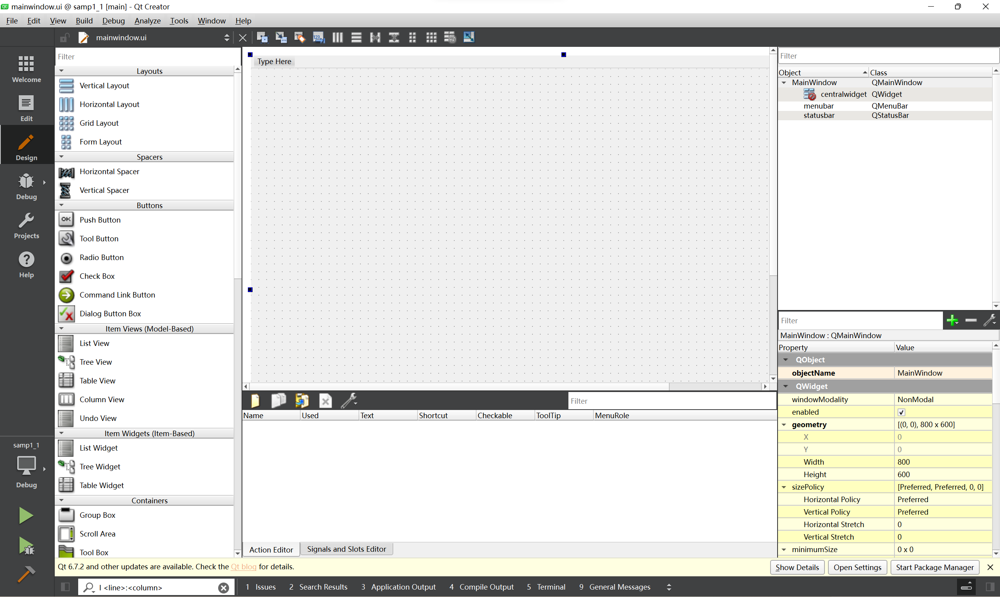 mainwindow.ui @ samp1_1 [main] - Qt Creator
File Edit View Build Debug Analyze Tools Window Help
mainwindow.ui
Welcome
Edit
Design
Debug
Projects
Help
samp1_1
Debug
Filter
Layouts
Vertical Layout
Horizontal Layout
Grid Layout
Form Layout
Spacers
Horizontal Spacer
Vertical Spacer
Buttons
OK Push Button
Tool Button
Radio Button
Check Box
Command Link Button
Dialog Button Box
Item Views (Model-Based)
List View
Tree View
Table View
Column View
Undo View
Item Widgets (Item-Based)
List Widget
Tree Widget
Table Widget
Containers
Group Box
Scroll Area
Tool Box
Type Here
Filter
Name Used Text Shortcut Checkable ToolTip MenuRole
Action Editor Signals and Slots Editor
Filter
Object Class
MainWindow QMainWindow
centralwidget QWidget
menubar QMenuBar
statusbar QStatusBar
Filter
MainWindow : QMainWindow
Property Value
QObject
objectName MainWindow
QWidget
windowModality NonModal
enabled
geometry [(0, 0), 800 x 600]
X 0
Y 0
Width 800
Height 600
sizePolicy [Preferred, Preferred, 0, 0]
Horizontal Policy Preferred
Vertical Policy Preferred
Horizontal Stretch 0
Vertical Stretch 0
minimumSize 0 x 0
Qt 6.7.2 and other updates are available. Check the Qt blog for details.
Show Details Open Settings Start Package Manager
l <line>:<column> 1 Issues 2 Search Results 3 Application Output 4 Compile Output 5 Terminal 9 General Messages